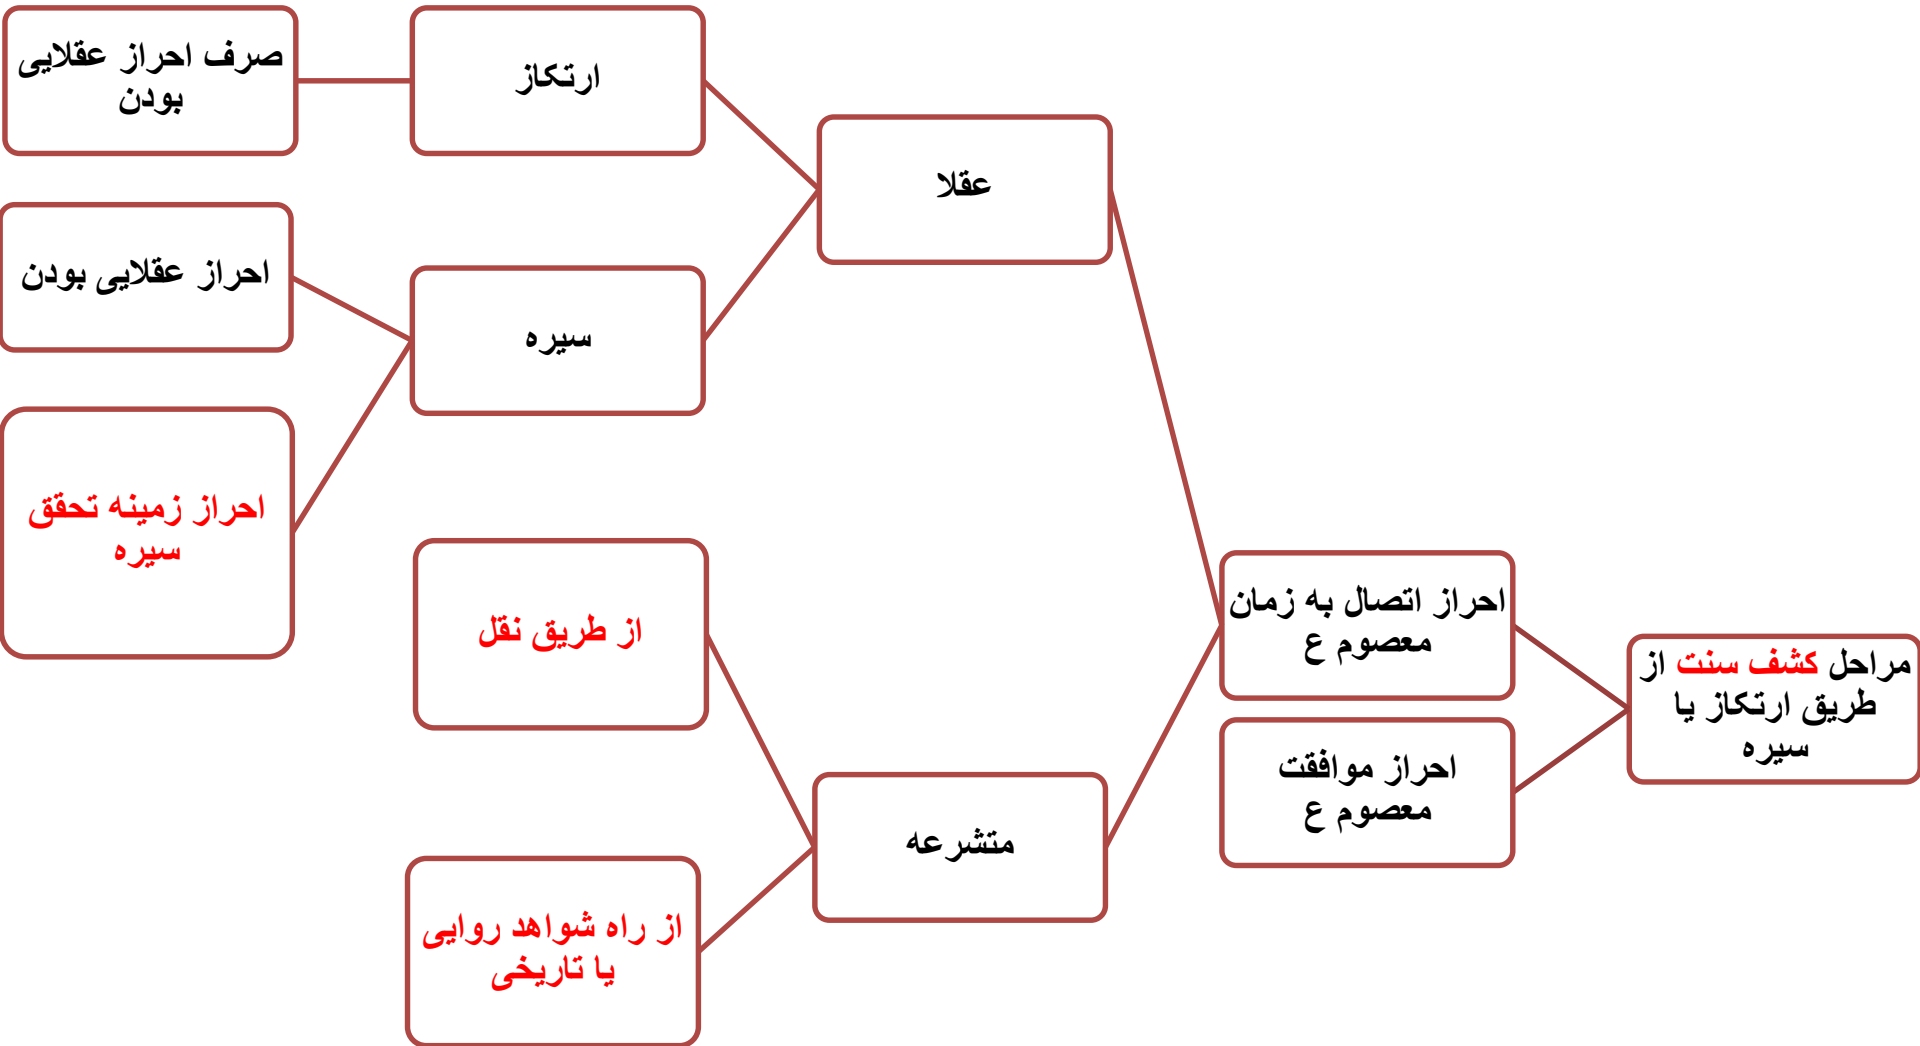 مراحل کشف سنت از
طریق ارتکاز یا
سیره
احراز اتصال به زمان
معصوم ع
احراز موافقت
معصوم ع
عقلا
متشرعه
ارتکاز
سیره
از طریق نقل
از راه شواهد روایی
یا تاریخی
صرف احراز عقلایی
بودن
احراز عقلایی بودن
احراز زمینه تحقق
سیره